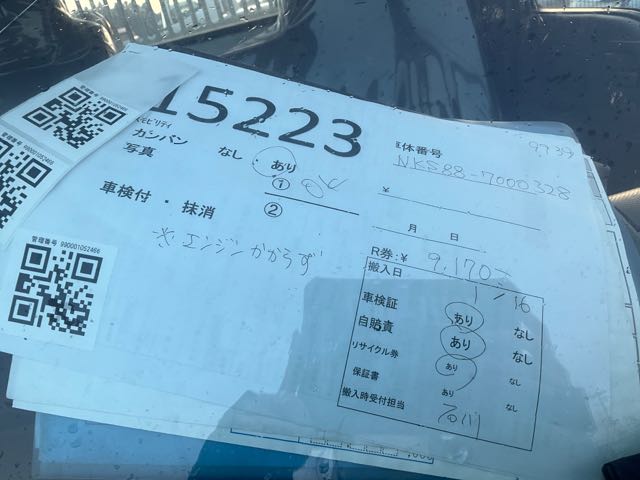 15223
9739
モビリティ
カンバン
車体番号
NKS88-7000328
写真 なし あり
① OK
¥
車検付・抹消 ②
月 日
※エンジンかからず
R券:¥ 9,170
搬入日 1/16
車検証 あり なし
自賠責 あり なし
リサイクル券 あり なし
保証書 あり なし
搬入時受付担当 石川
管理番号 990001052466